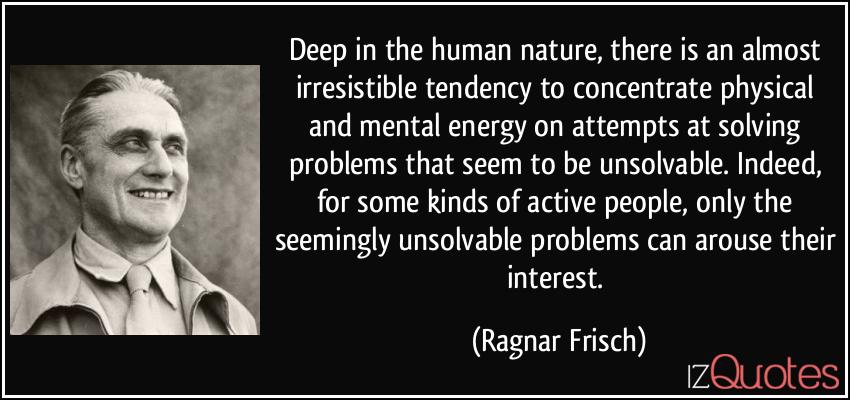 Deep in the human nature, there is an almost
irresistible tendency to concentrate physical
and mental energy on attempts at solving
problems that seem to be unsolvable. Indeed,
for some kinds of active people, only the
seemingly unsolvable problems can arouse their
interest.
(Ragnar Frisch)
IZQuotes